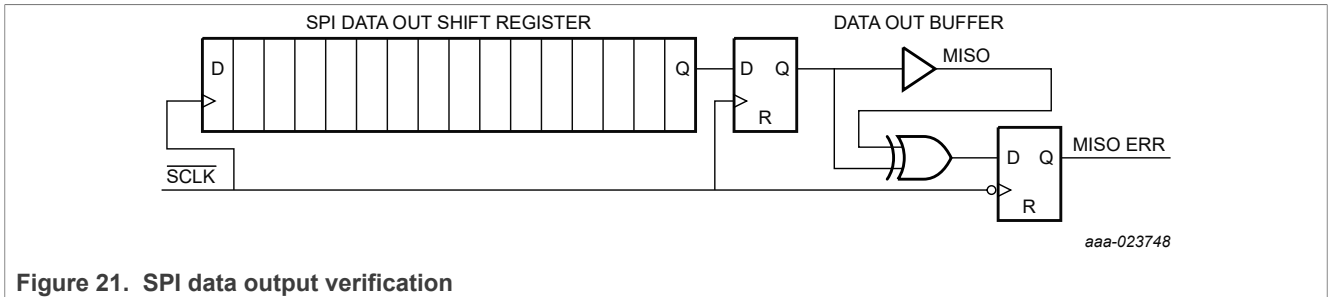 SPI DATA OUT SHIFT REGISTER
DATA OUT BUFFER
D
Q
D Q
R
MISO
SCLK
D Q
R
MISO ERR
aaa-023748
Figure 21. SPI data output verification